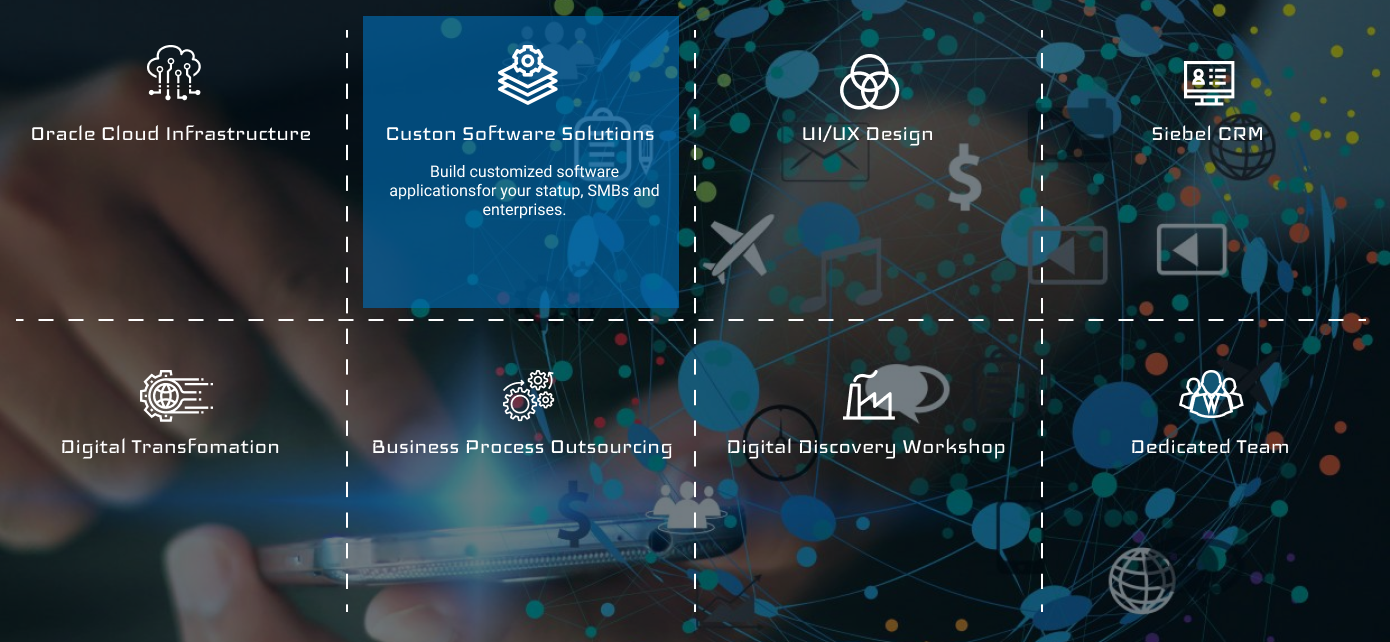 Oracle Cloud Infrastructure
Custon Software Solutions
UI/UX Design
Siebel CRM
Build customized software
applicationsfor your statup, SMBs and
enterprises.
Digital Transfomation
Business Process Outsourcing
Digital Discovery Workshop
Dedicated Team